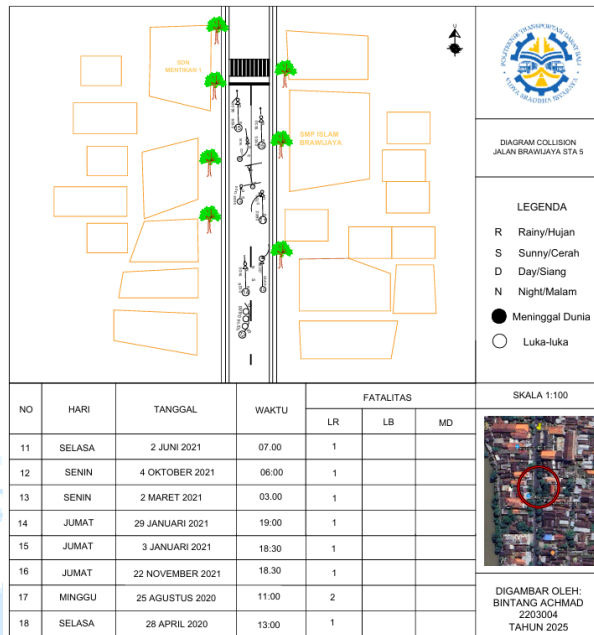 SDN
MENTIKAN 1
SMP ISLAM
BRAWIJAYA
POLITEKNIK TRANSPORTASI DARAT BALI
DIAGRAM COLLISION
JALAN BRAWIJAYA STA 5
LEGENDA
R Rainy/Hujan
S Sunny/Cerah
D Day/Siang
N Night/Malam
Meninggal Dunia
Luka-luka
SKALA 1:100
NO HARI TANGGAL WAKTU FATALITAS
LR LB MD
11 SELASA 2 JUNI 2021 07.00 1
12 SENIN 4 OKTOBER 2021 06:00 1
13 SENIN 2 MARET 2021 03.00 1
14 JUMAT 29 JANUARI 2021 19:00 1
15 JUMAT 3 JANUARI 2021 18:30 1
16 JUMAT 22 NOVEMBER 2021 18.30 1
17 MINGGU 25 AGUSTUS 2020 11:00 2
18 SELASA 28 APRIL 2020 13:00 1
DIGAMBAR OLEH:
BINTANG ACHMAD
2203004
TAHUN 2025